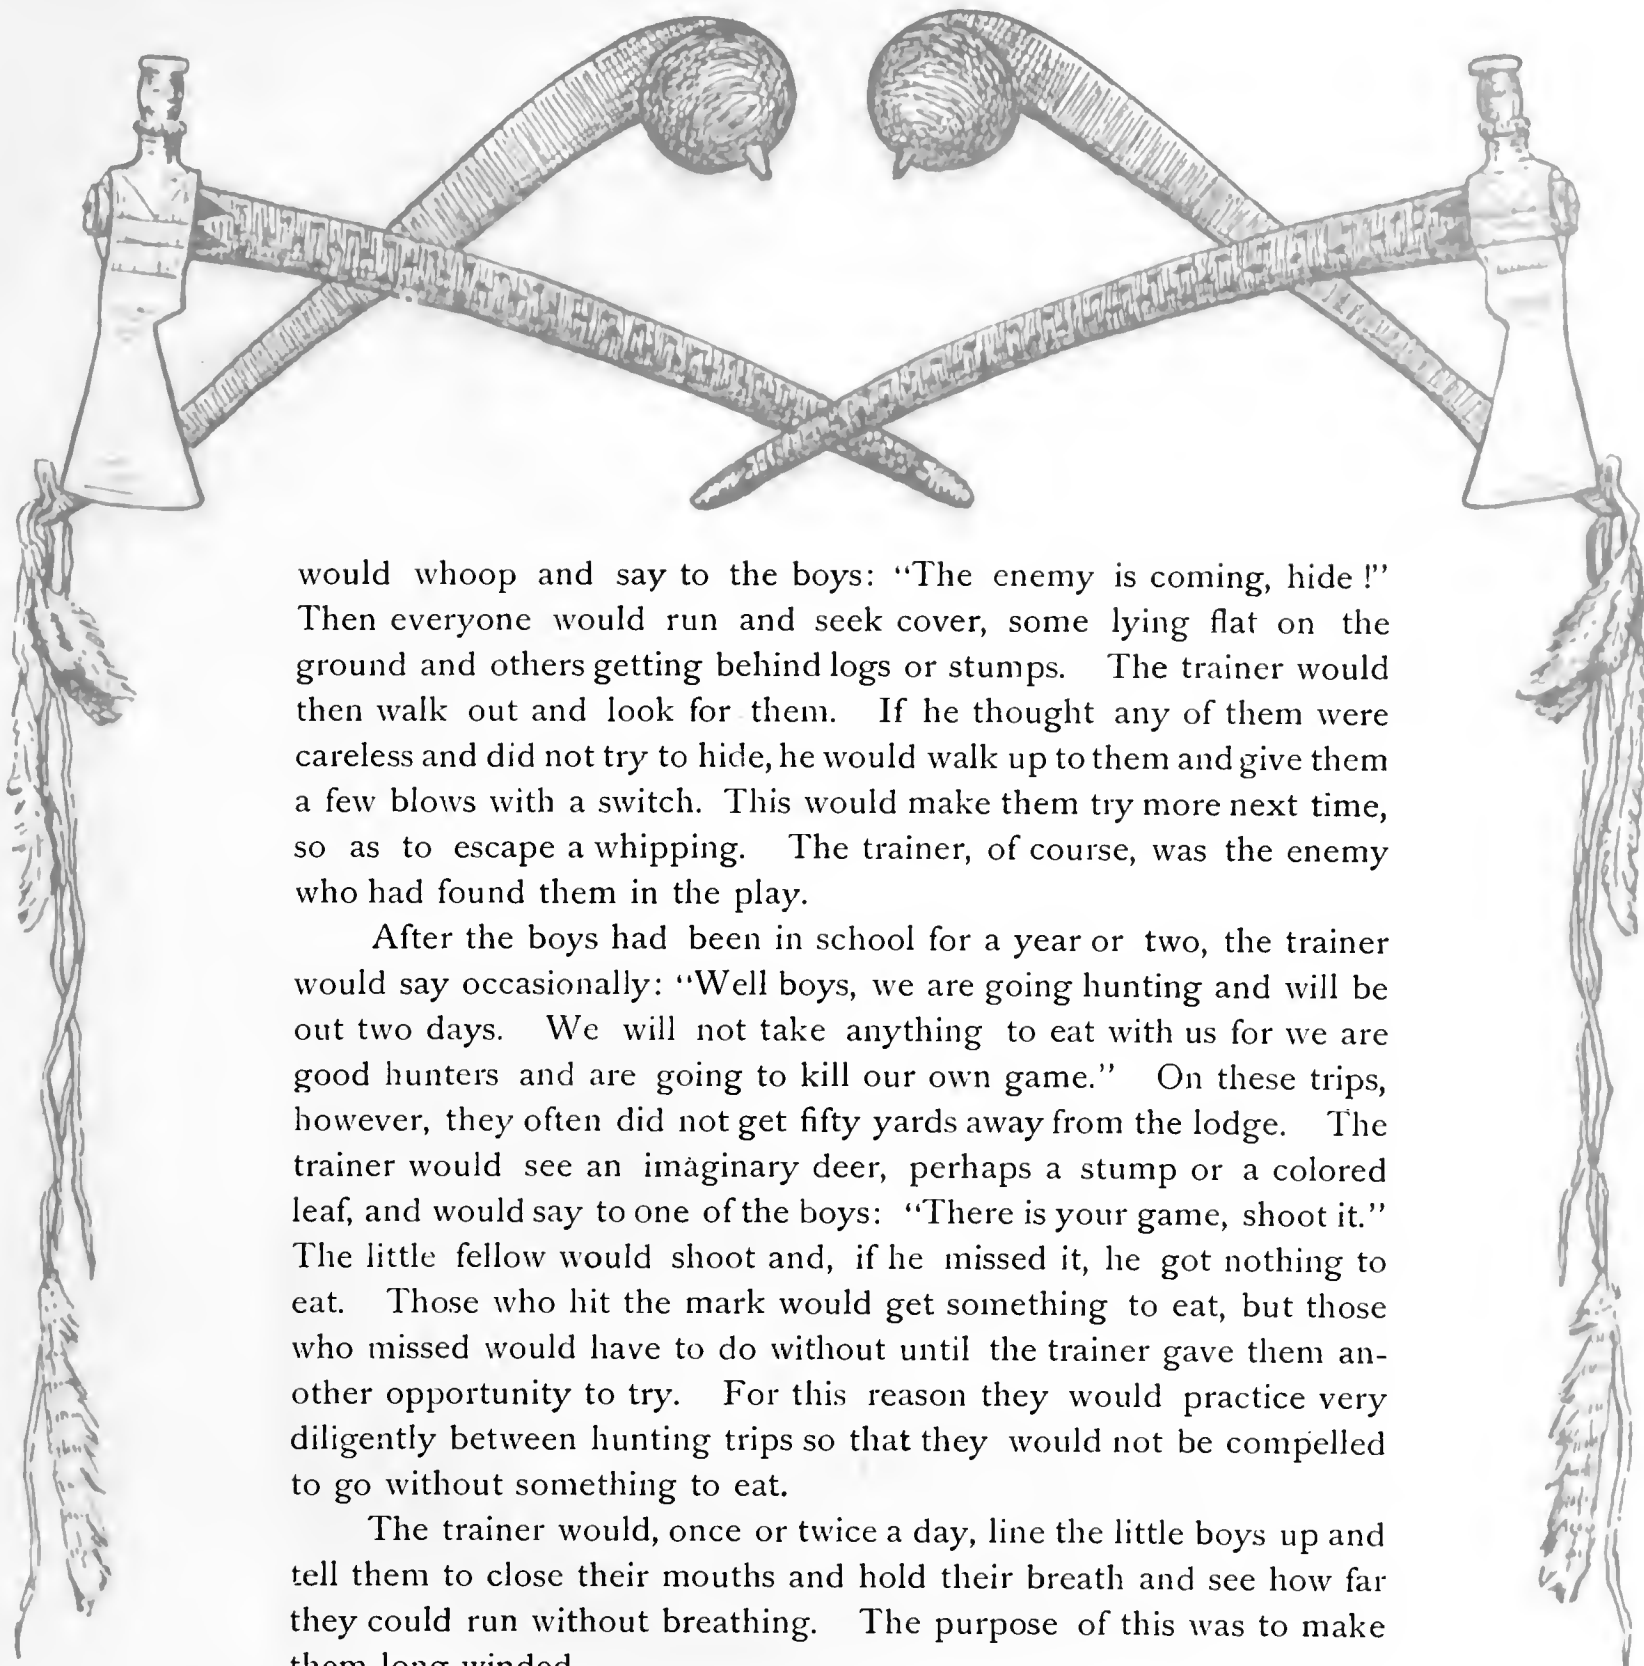 would whoop and say to the boys: “The enemy is coming, hide !”
Then everyone would run and seek cover, some lying flat on the
ground and others getting behind logs or stumps. The trainer would
then walk out and look for them. If he thought any of them were
careless and did not try to hide, he would walk up to them and give them
a few blows with a switch. This would make them try more next time,
so as to escape a whipping. The trainer, of course, was the enemy
who had found them in the play.
After the boys had been in school for a year or two, the trainer
would say occasionally: “Well boys, we are going hunting and will be
out two days. We will not take anything to eat with us for we are
good hunters and are going to kill our own game.” On these trips,
however, they often did not get fifty yards away from the lodge. The
trainer would see an imaginary deer, perhaps a stump or a colored
leaf, and would say to one of the boys: “There is your game, shoot it.”
The little fellow would shoot and, if he missed it, he got nothing to
eat. Those who hit the mark would get something to eat, but those
who missed would have to do without until the trainer gave them an-
other opportunity to try. For this reason they would practice very
diligently between hunting trips so that they would not be compelled
to go without something to eat.
The trainer would, once or twice a day, line the little boys up and
tell them to close their mouths and hold their breath and see how far
they could run without breathing. The purpose of this was to make
them long winded